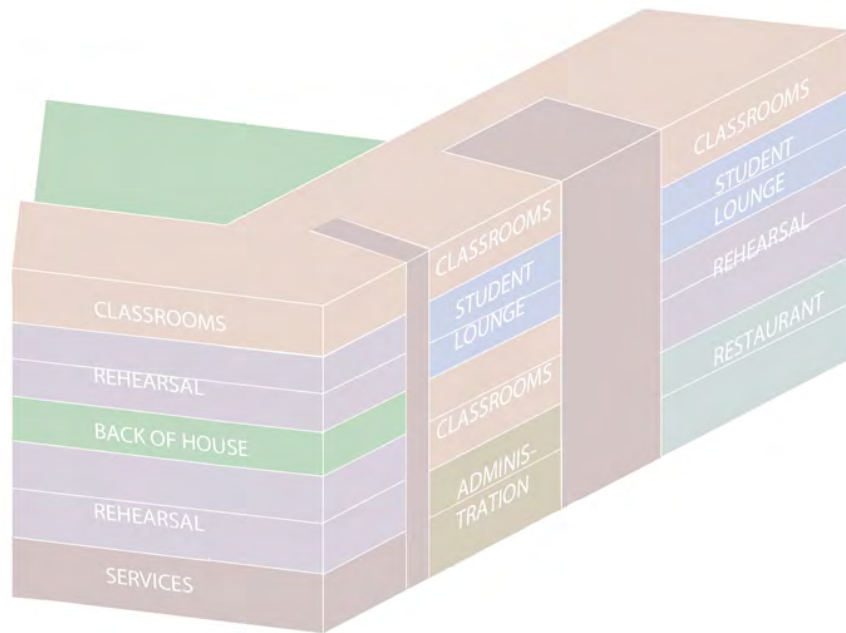 CLASSROOMS
REHEARSAL
BACK OF HOUSE
REHEARSAL
SERVICES
CLASSROOMS
STUDENT
LOUNGE
CLASSROOMS
ADMINIS-
TRATION
CLASSROOMS
STUDENT
LOUNGE
REHEARSAL
RESTAURANT